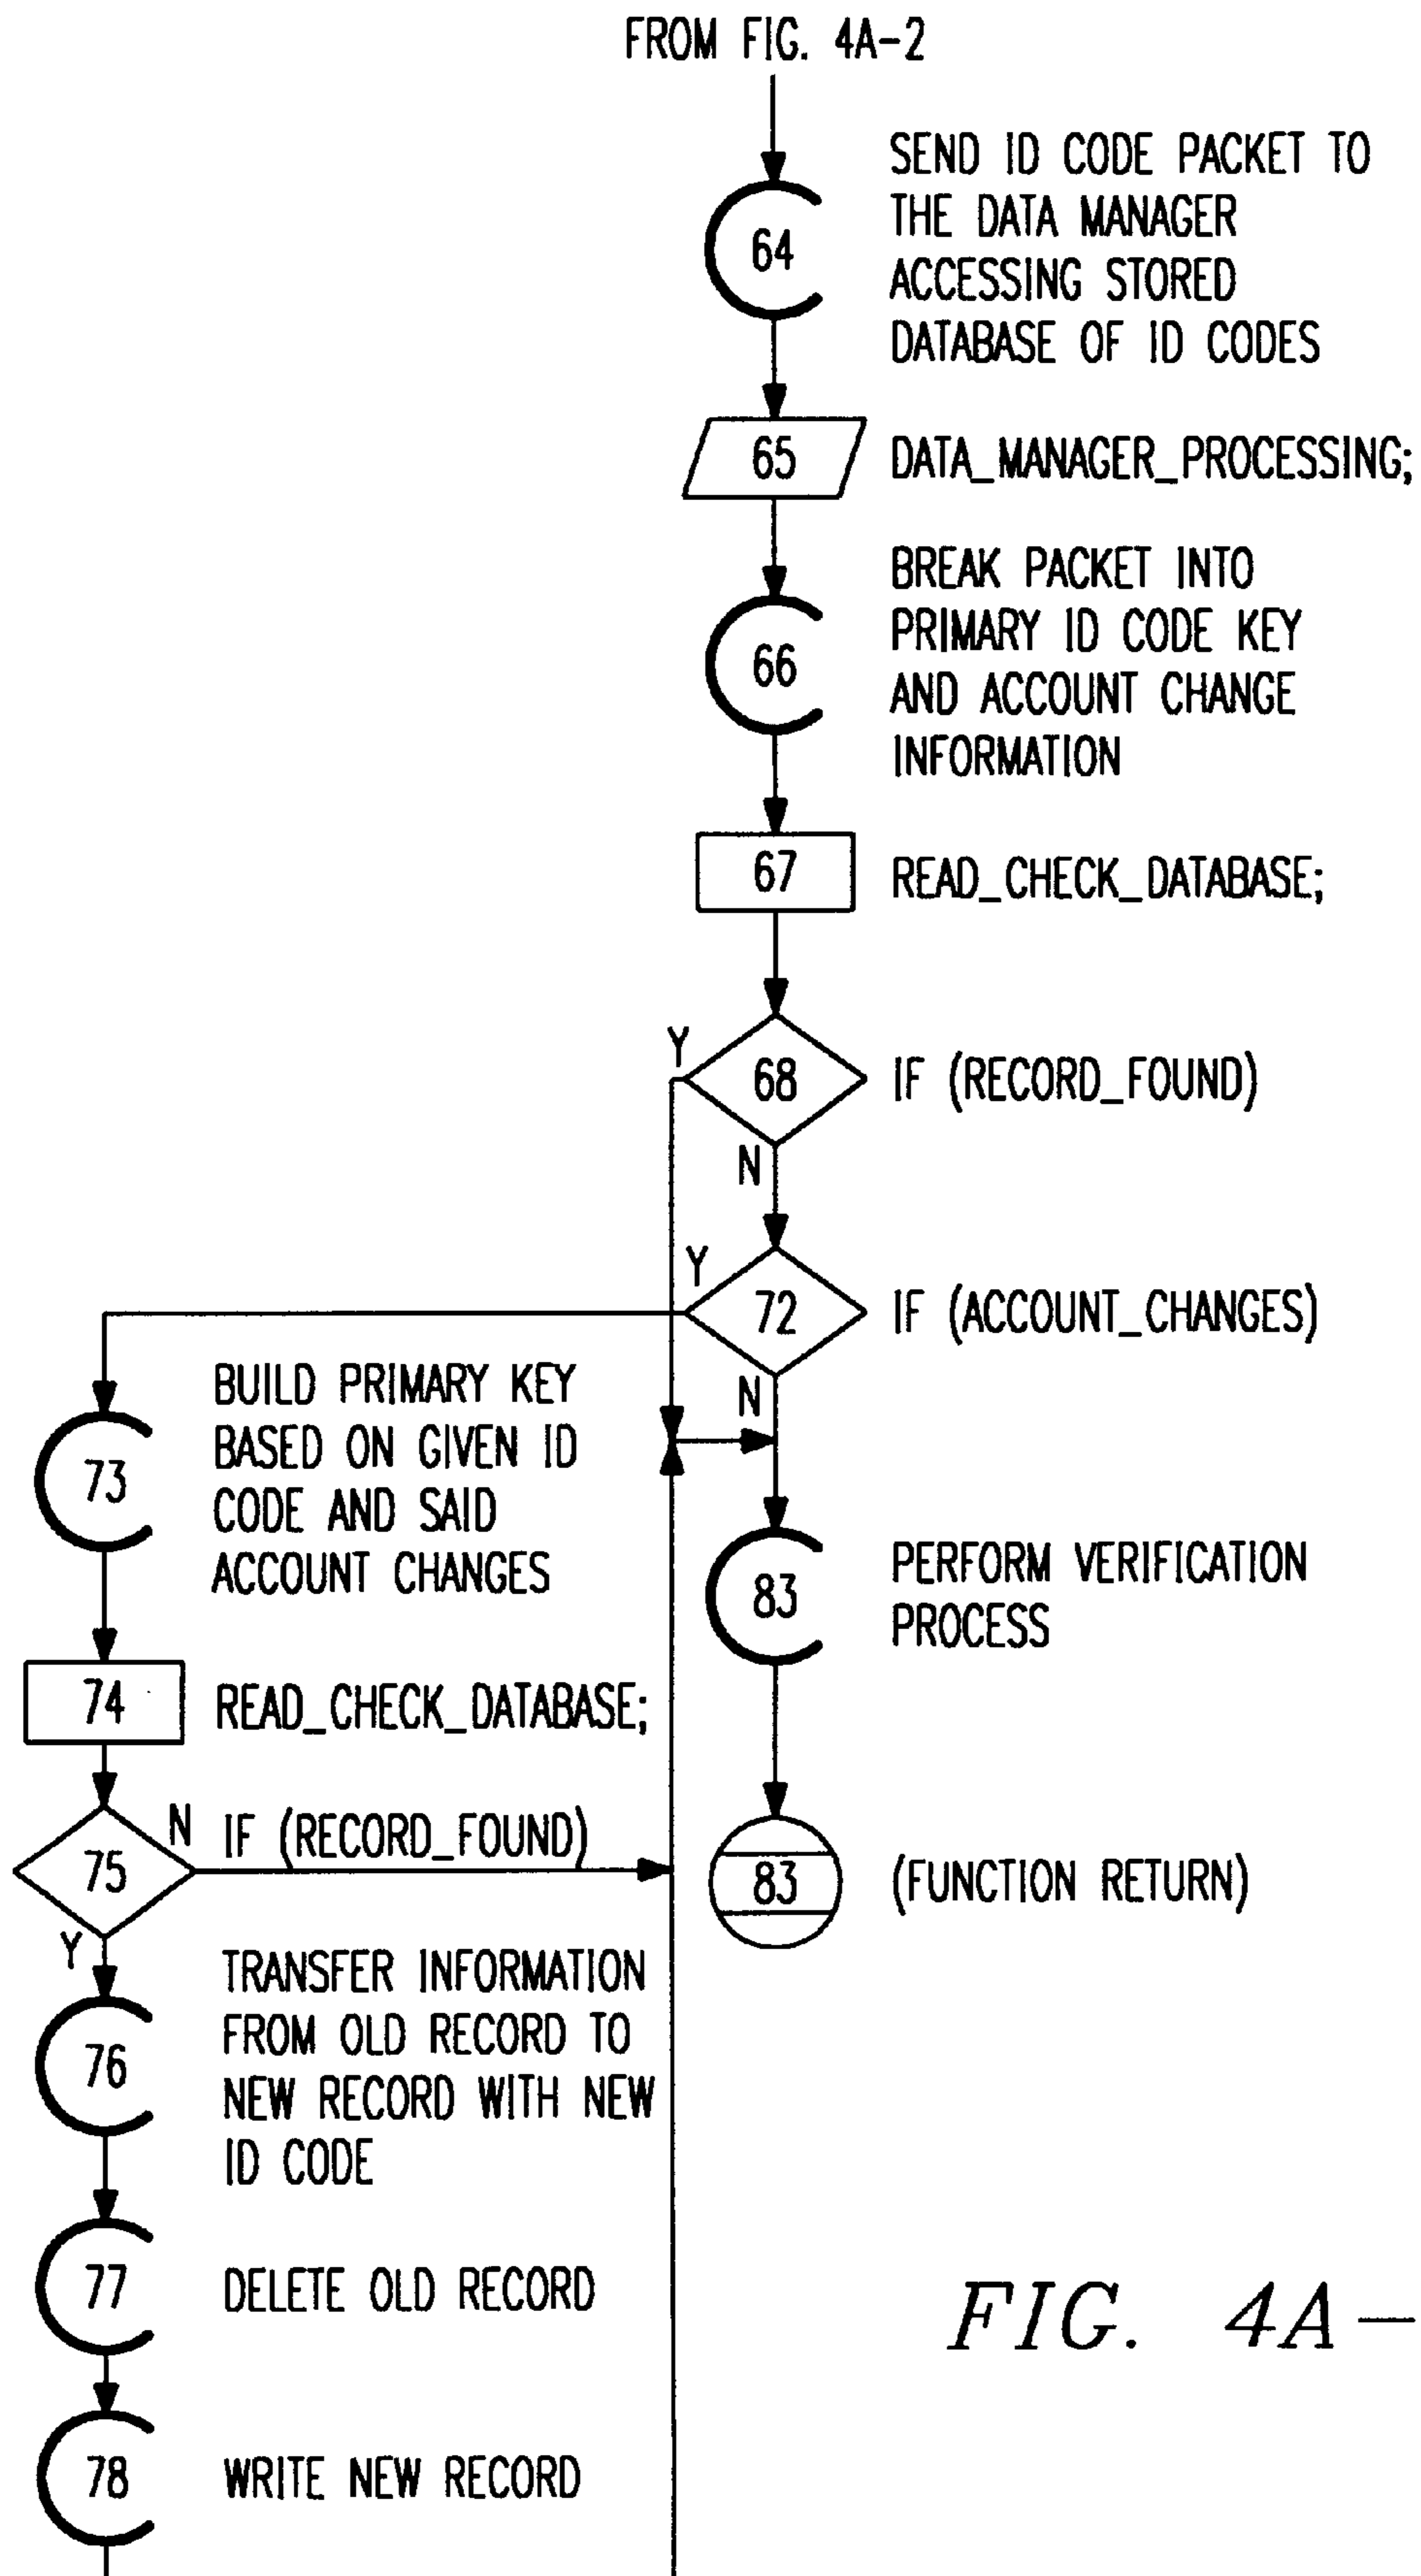 FROM FIG. 4A-2
64
SEND ID CODE PACKET TO
THE DATA MANAGER
ACCESSING STORED
DATABASE OF ID CODES
65
DATA_MANAGER_PROCESSING;
66
BREAK PACKET INTO
PRIMARY ID CODE KEY
AND ACCOUNT CHANGE
INFORMATION
67
READ_CHECK_DATABASE;
Y
68
IF (RECORD_FOUND)
N
Y
72
IF (ACCOUNT_CHANGES)
N
73
BUILD PRIMARY KEY
BASED ON GIVEN ID
CODE AND SAID
ACCOUNT CHANGES
83
PERFORM VERIFICATION
PROCESS
74
READ_CHECK_DATABASE;
75
N
IF (RECORD_FOUND)
Y
83
(FUNCTION RETURN)
76
TRANSFER INFORMATION
FROM OLD RECORD TO
NEW RECORD WITH NEW
ID CODE
77
DELETE OLD RECORD
FIG. 4A-
78
WRITE NEW RECORD